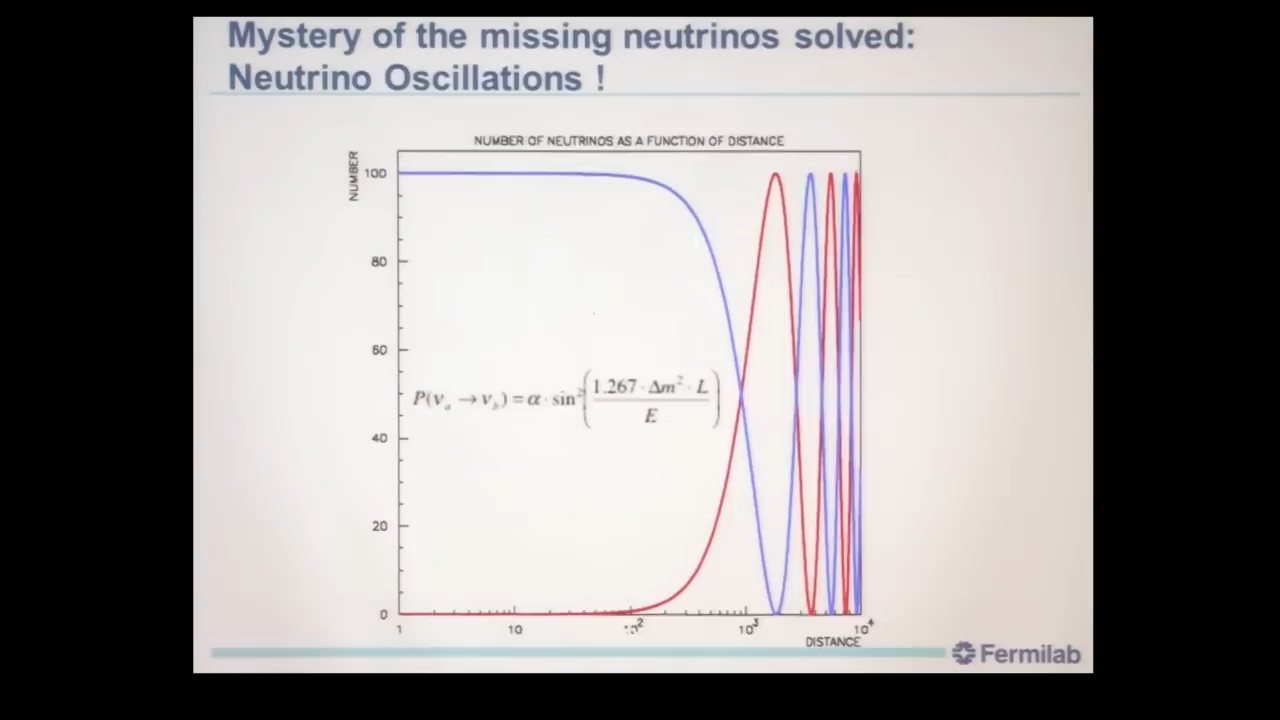 Mystery of the missing neutrinos solved:
Neutrino Oscillations !
NUMBER OF NEUTRINOS AS A FUNCTION OF DISTANCE
NUMBER
100
80
60
40
20
0
P(νₐ → ν_b) = α · sin²(1.267 · Δm² · L / E)
1
10
10²
10³
10⁴
DISTANCE
Fermilab